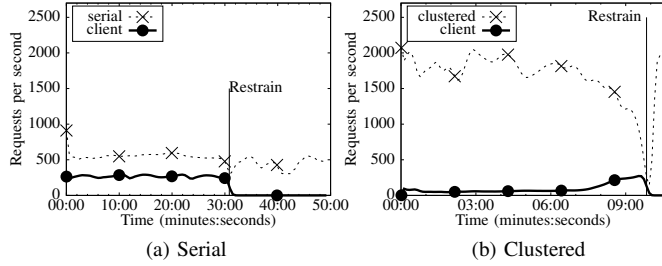 2500
2000
1500
1000
500
0
Requests per second
serial
client
Restrain
00:00 10:00 20:00 30:00 40:00 50:00
Time (minutes:seconds)
(a) Serial
2500
2000
1500
1000
500
0
Requests per second
clustered
client
Restrain
00:00 03:00 06:00 09:00
Time (minutes:seconds)
(b) Clustered